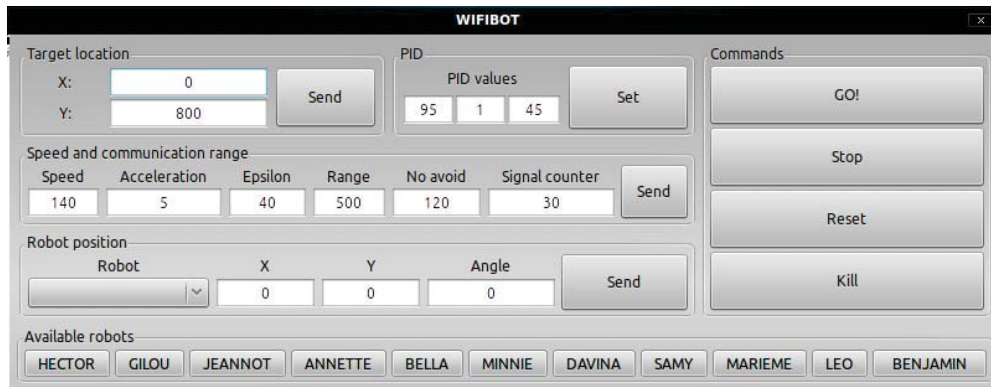 WIFIBOT
Target location
X: 0
Y: 800
Send
PID
PID values
95 1 45
Set
Speed and communication range
Speed Acceleration Epsilon Range No avoid Signal counter
140 5 40 500 120 30
Send
Robot position
Robot X Y Angle
0 0 0
Send
Commands
GO!
Stop
Reset
Kill
Available robots
HECTOR GILOU JEANNOT ANNETTE BELLA MINNIE DAVINA SAMY MARIEME LEO BENJAMIN